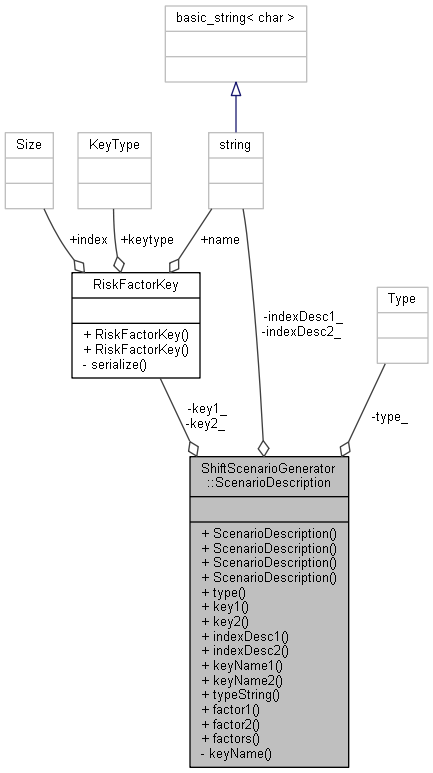 basic_string< char >
Size
KeyType
string
+index
+keytype
+name
RiskFactorKey
+ RiskFactorKey()
+ RiskFactorKey()
- serialize()
-indexDesc1_
-indexDesc2_
Type
-key1_
-key2_
-type_
ShiftScenarioGenerator
::ScenarioDescription
+ ScenarioDescription()
+ ScenarioDescription()
+ ScenarioDescription()
+ ScenarioDescription()
+ type()
+ key1()
+ key2()
+ indexDesc1()
+ indexDesc2()
+ keyName1()
+ keyName2()
+ typeString()
+ factor1()
+ factor2()
+ factors()
- keyName()